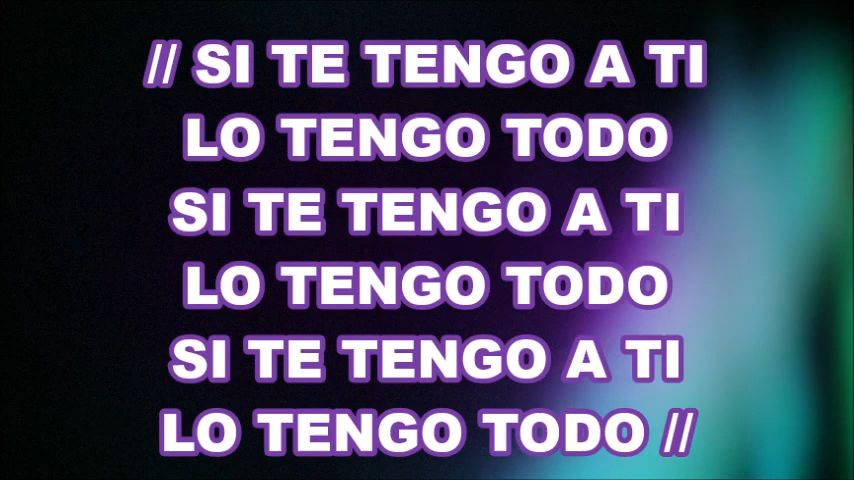 // SI TE TENGO A TI
LO TENGO TODO
SI TE TENGO A TI
LO TENGO TODO
SI TE TENGO A TI
LO TENGO TODO //